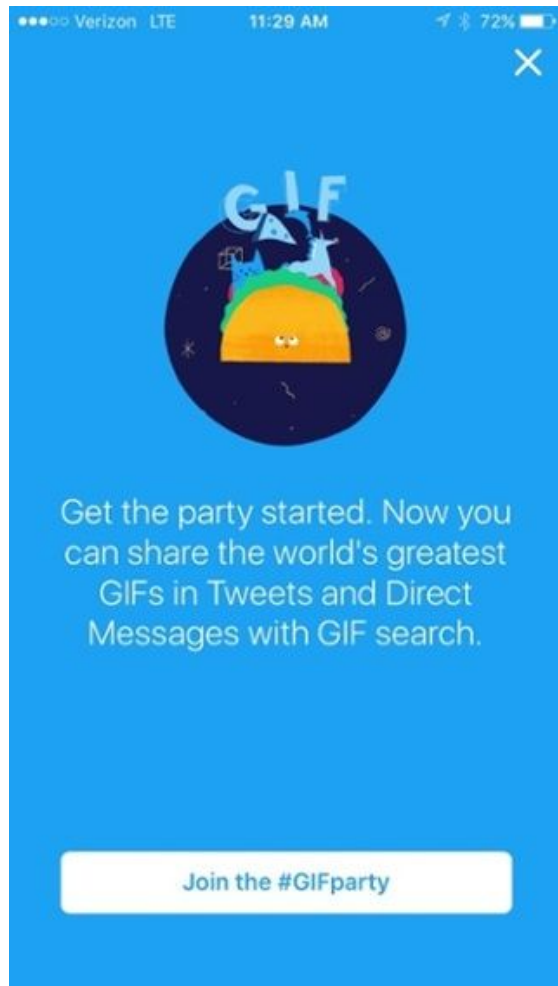 Verizon LTE 11:29 AM 72%
GIF
Get the party started. Now you
can share the world's greatest
GIFs in Tweets and Direct
Messages with GIF search.
Join the #GIFparty